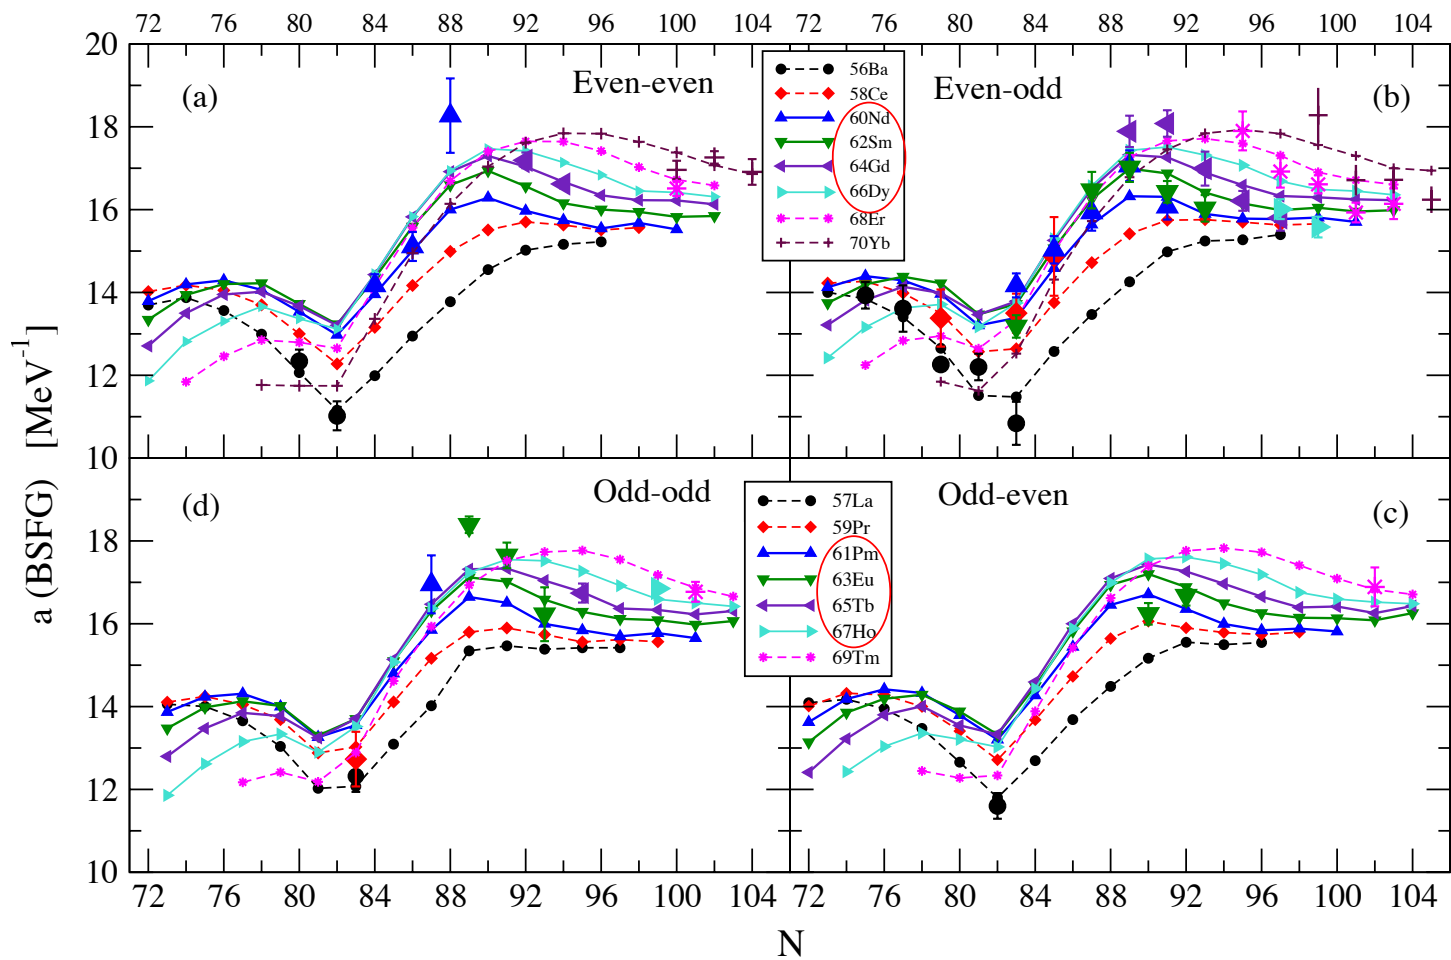 72 76 80 84 88 92 96 100 104 72 76 80 84 88 92 96 100 104
20
18
16
14
12
10
18
16
14
12
10
a (BSFG) [MeV-1]
(a)
Even-even
56Ba
58Ce
60Nd
62Sm
64Gd
66Dy
68Er
70Yb
Even-odd
(b)
(d)
Odd-odd
57La
59Pr
61Pm
63Eu
65Tb
67Ho
69Tm
Odd-even
(c)
72 76 80 84 88 92 96 100 72 76 80 84 88 92 96 100 104
N